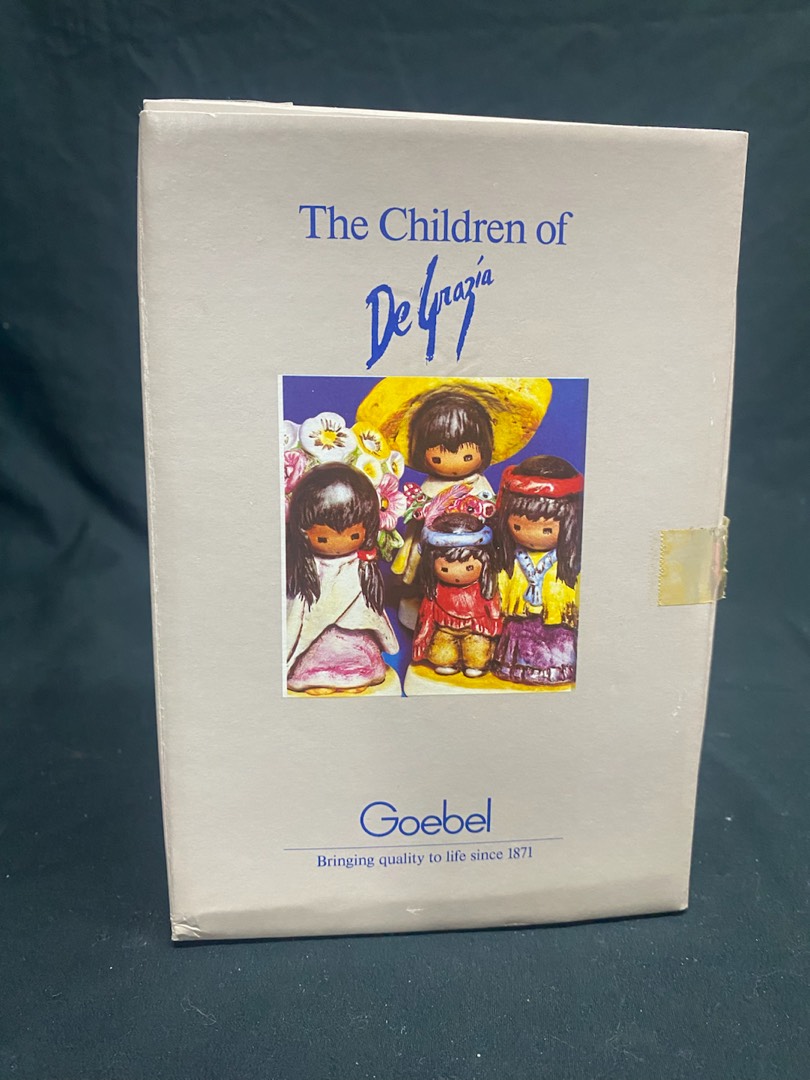 The Children of
De Grazia
Goebel
Bringing quality to life since 1871